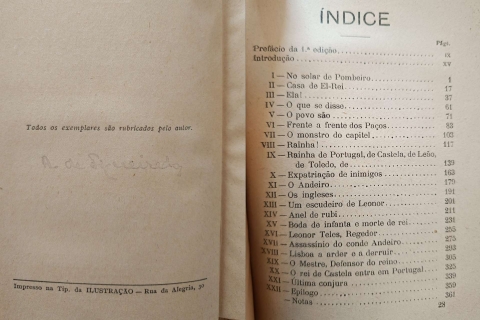 Todos os exemplares são rubricados pelo autor.
Impresso na Tip. da ILUSTRAÇÃO — Rua da Alegria, 30
ÍNDICE
Pág.
Prefácio da 1.ª edição. IX
Introdução XV
I — No solar de Pombeiro 1
II — Casa de El-Rei 17
III — Ela! 37
IV — O que se disse 61
V — O povo são 71
VI — Frente a frente dos Paços 83
VII — O monstro do capitel 103
VIII — Rainha! 117
IX — Rainha de Portugal, de Castela, de Leão,
de Toledo, de 139
X — Expatriação de inimigos 163
XI — O Andeiro 179
XII — Os ingleses 191
XIII — Um escudeiro de Leonor 201
XIV — Anel de rubi 211
XV — Boda de infanta e morte de rei 231
XVI — Leonor Teles, Regedor 255
XVII — Assassínio do conde Andeiro 275
XVIII — Lisboa a arder e a derruir 293
XIX — O Mestre, Defensor do reino 305
XX — O rei de Castela entra em Portugal 325
XXI — Última conjura 339
XXII — Epílogo 359
— Notas 361
28